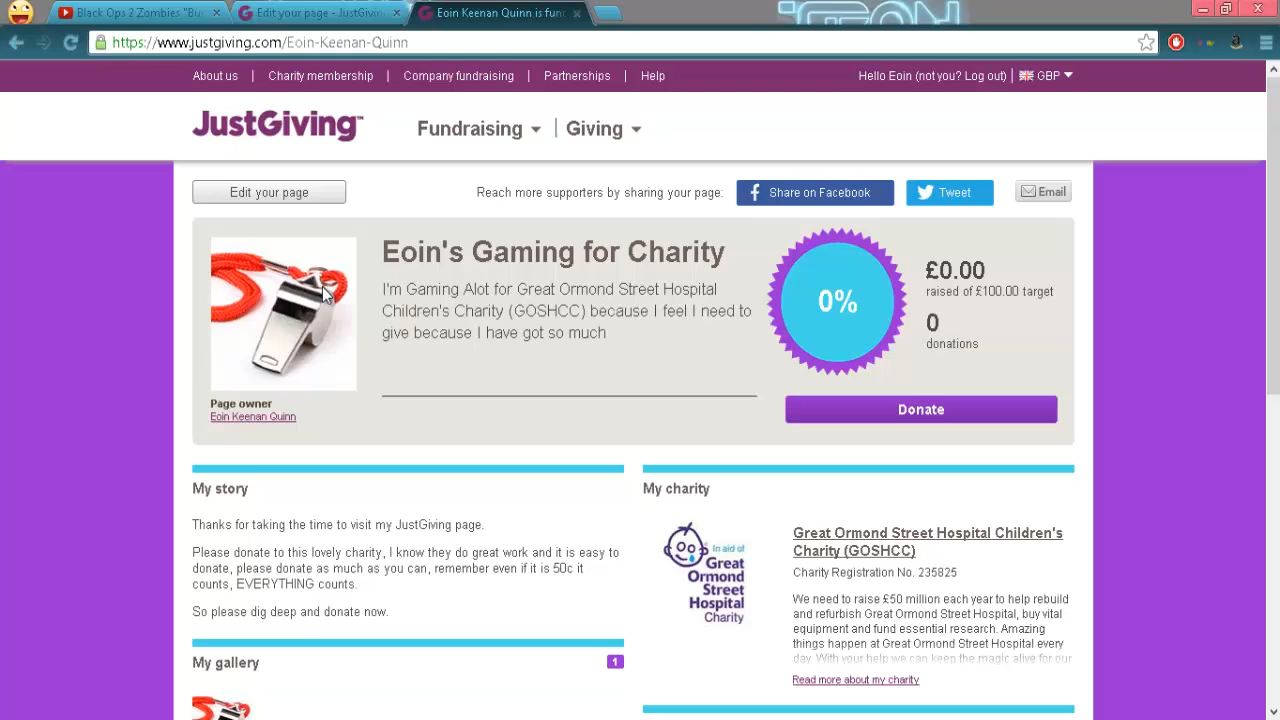 Black Ops 2 Zombies "Bu
Edit your page - JustGiving
Eoin Keenan Quinn is fun
https://www.justgiving.com/Eoin-Keenan-Quinn
About us | Charity membership | Company fundraising | Partnerships | Help
Hello Eoin (not you? Log out) | GBP
JustGiving™
Fundraising | Giving
Edit your page
Reach more supporters by sharing your page:
Share on Facebook
Tweet
Email
Eoin's Gaming for Charity
I'm Gaming Alot for Great Ormond Street Hospital
Children's Charity (GOSHCC) because I feel I need to
give because I have got so much
Page owner
Eoin Keenan Quinn
0%
£0.00
raised of £100.00 target
0
donations
Donate
My story
Thanks for taking the time to visit my JustGiving page.
Please donate to this lovely charity, I know they do great work and it is easy to
donate, please donate as much as you can, remember even if it is 50c it
counts, EVERYTHING counts.
So please dig deep and donate now.
My gallery
1
My charity
In aid of
Great
Ormond
Street
Hospital
Charity
Great Ormond Street Hospital Children's
Charity (GOSHCC)
Charity Registration No. 235825
We need to raise £50 million each year to help rebuild
and refurbish Great Ormond Street Hospital, buy vital
equipment and fund essential research. Amazing
things happen at Great Ormond Street Hospital every
day. With your help we can keep the magic alive for our
Read more about my charity